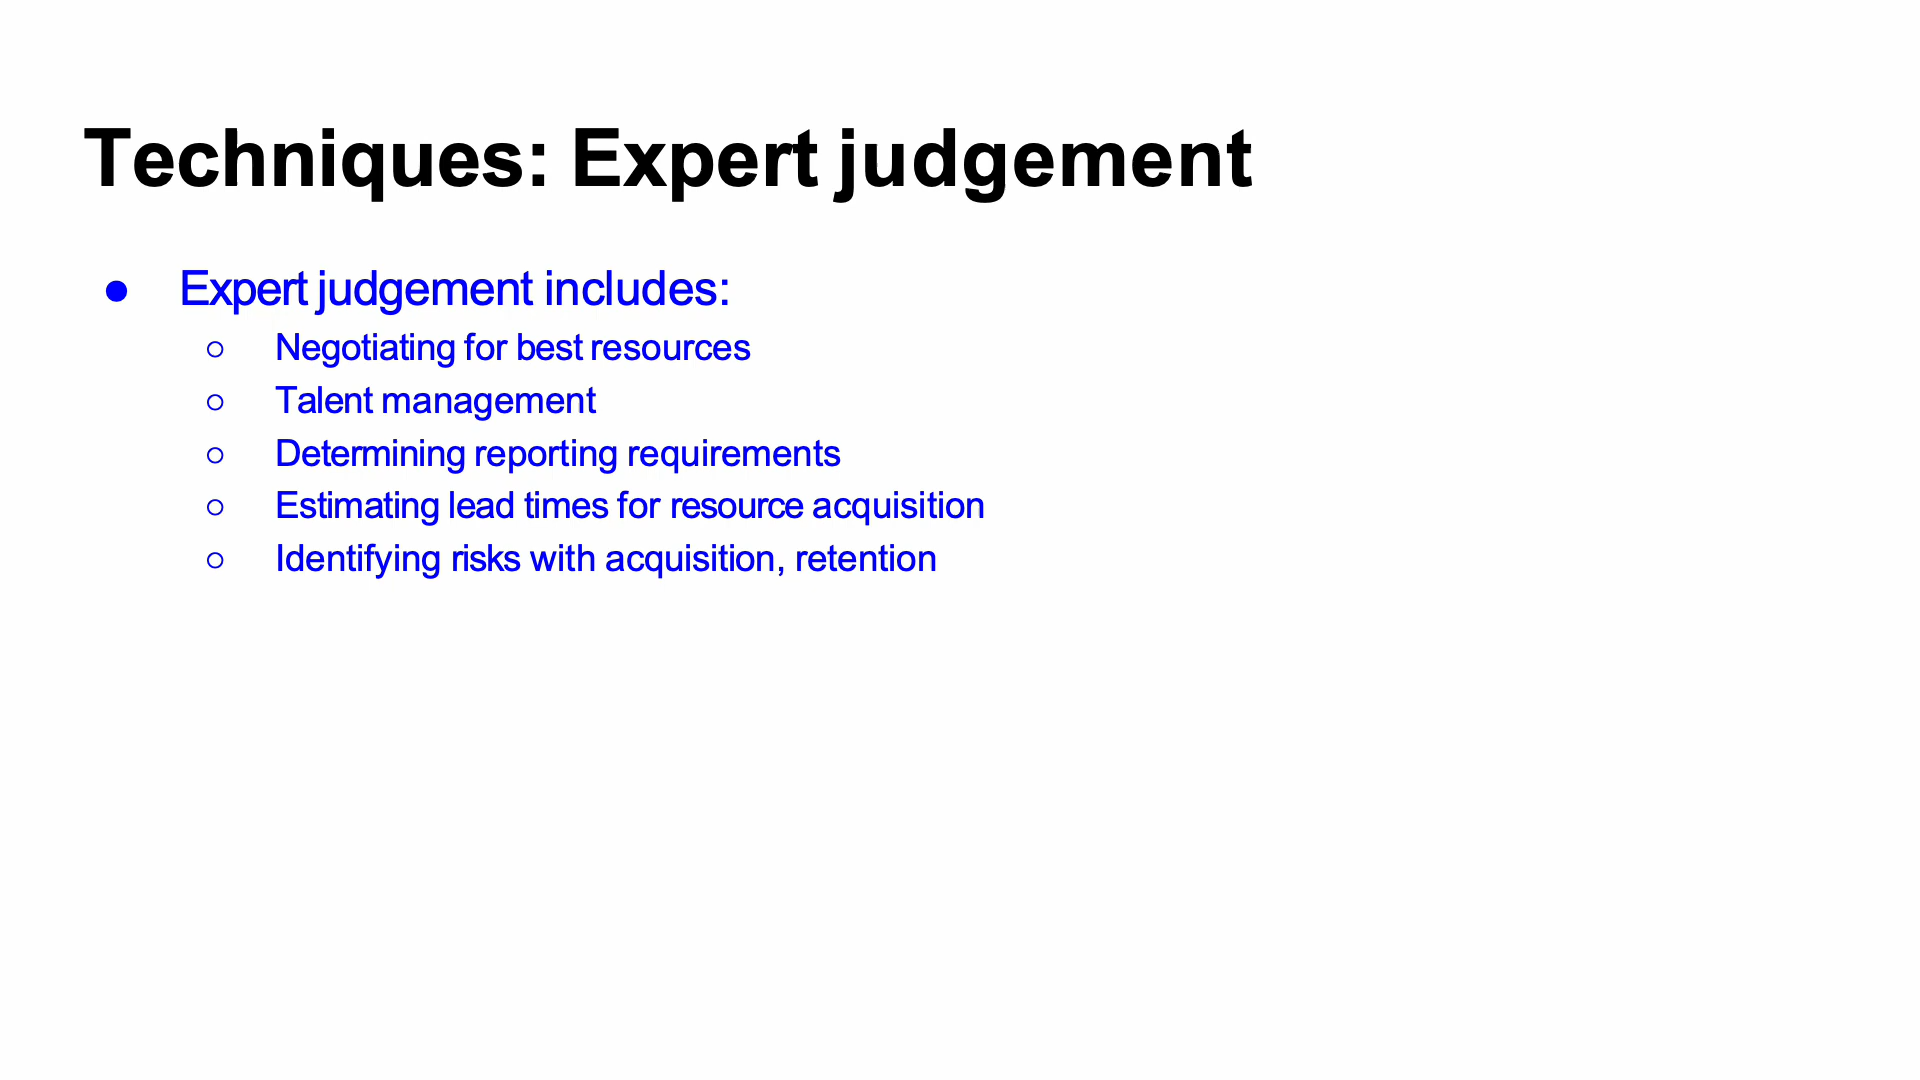 Techniques: Expert judgement
● Expert judgement includes:
○ Negotiating for best resources
○ Talent management
○ Determining reporting requirements
○ Estimating lead times for resource acquisition
○ Identifying risks with acquisition, retention